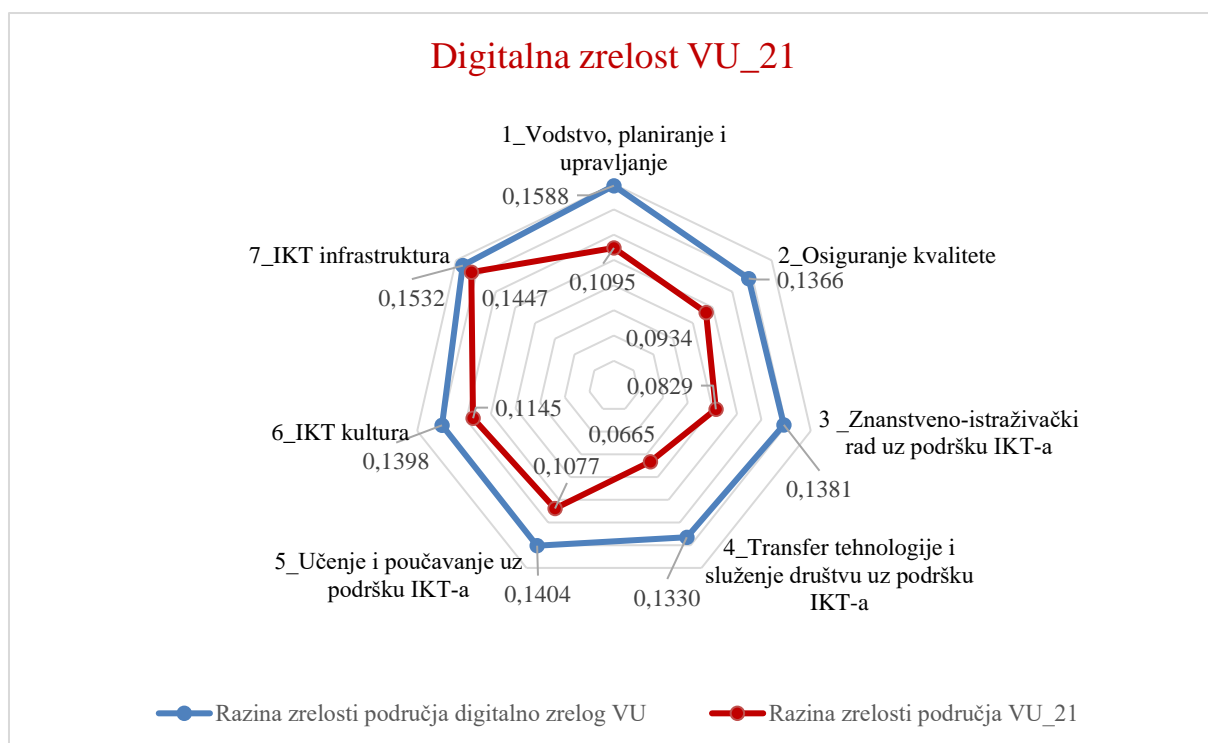 Digitalna zrelost VU_21
1_Vodstvo, planiranje i
upravljanje
0,1588
7_IKT infrastruktura
2_Osiguranje kvalitete
0,1532
0,1447
0,1095
0,1366
0,0934
0,0829
3 _Znanstveno-istraživački
rad uz podršku IKT-a
0,1381
6_IKT kultura
0,1145
0,1398
0,0665
0,1077
4_Transfer tehnologije i
služenje društvu uz podršku
IKT-a
0,1330
5_Učenje i poučavanje uz
podršku IKT-a
0,1404
Razina zrelosti područja digitalno zrelog VU
Razina zrelosti područja VU_21